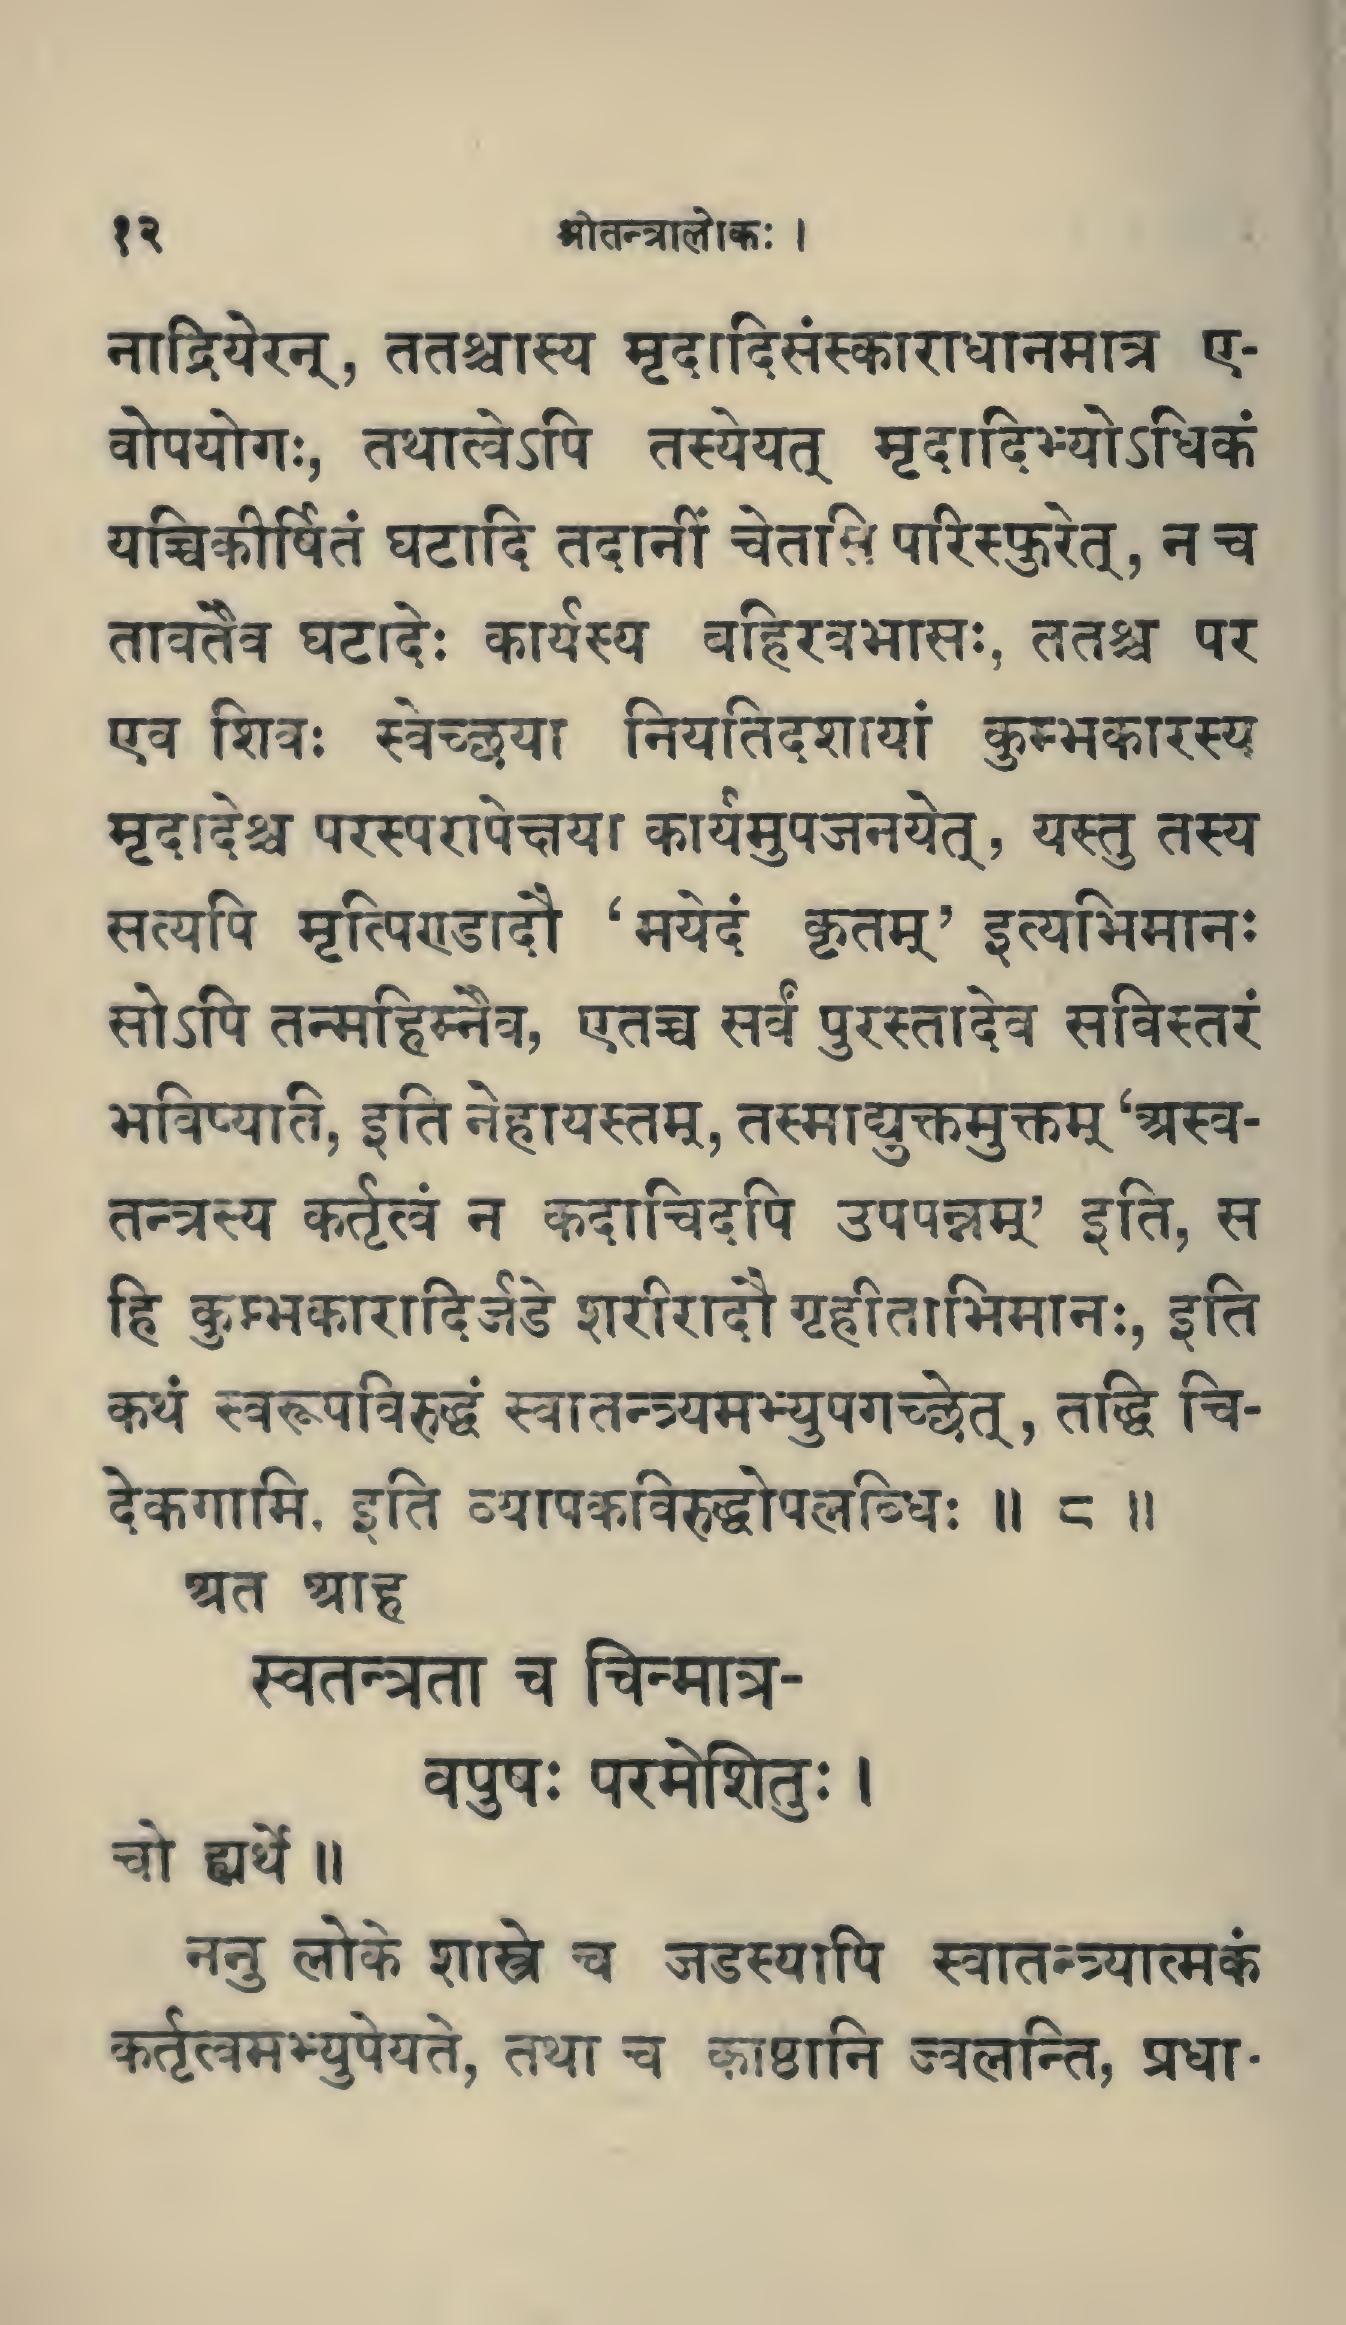 १२ श्रीतन्त्रालोकः ।
नाद्रियेरन्, ततश्चास्य मृदादिसंस्काराधानमात्र ए-
वोपयोगः, तथात्वेऽपि तस्येयत् मृदादिभ्योऽधिकं
यच्चिकीर्षितं घटादि तदानीं चेतसि परिस्फुरेत्, न च
तावतैव घटादेः कार्यस्य बहिरवभासः, ततश्च पर
एव शिवः स्वेच्छया नियतिदशायां कुम्भकारस्य
मृदादेश्च परस्परापेक्षया कार्यमुपजनयेत्, यस्तु तस्य
सत्यपि मृत्पिण्डादौ ‘मयेदं कृतम्’ इत्यभिमानः
सोऽपि तन्महिम्नैव, एतच्च सर्वं पुरस्तादेव सविस्तरं
भविष्यति, इति नेहायस्तम्, तस्माद्युक्तमुक्तम् ‘अस्व-
तन्त्रस्य कर्तृत्वं न कदाचिदपि उपपन्नम्’ इति, स
हि कुम्भकारादिर्जडे शरीरादौ गृहीताभिमानः, इति
कथं स्वरूपविरुद्धं स्वातन्त्र्यमभ्युपगच्छेत्, तद्धि चि-
देकगामि, इति व्यापकविरुद्धोपलब्धिः ॥ ८ ॥
अत आह
स्वतन्त्रता च चिन्मात्र-
वपुषः परमेशितुः ।
चो ह्यर्थे ॥
ननु लोके शास्त्रे च जडस्यापि स्वातन्त्र्यात्मकं
कर्तृत्वमभ्युपेयते, तथा च काष्ठानि ज्वलन्ति, प्रधा-